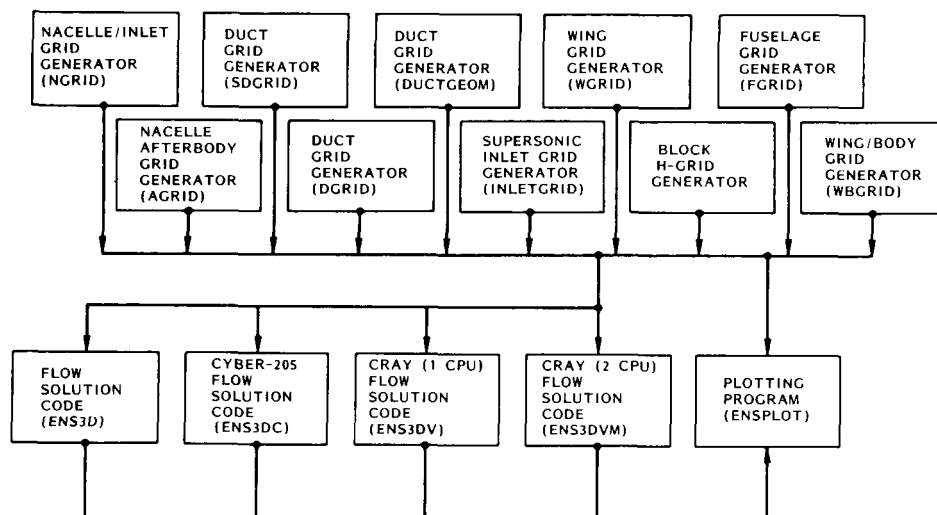 NACELLE/INLET
GRID
GENERATOR
(NGRID)
DUCT
GRID
GENERATOR
(SDGRID)
DUCT
GRID
GENERATOR
(DUCTGEOM)
WING
GRID
GENERATOR
(WGRID)
FUSELAGE
GRID
GENERATOR
(FGRID)
NACELLE
AFTERBODY
GRID
GENERATOR
(AGRID)
DUCT
GRID
GENERATOR
(DGRID)
SUPERSONIC
INLET GRID
GENERATOR
(INLETGRID)
BLOCK
H-GRID
GENERATOR
WING/BODY
GRID
GENERATOR
(WBGRID)
FLOW
SOLUTION
CODE
(ENS3D)
CYBER-205
FLOW
SOLUTION
CODE
(ENS3DC)
CRAY (1 CPU)
FLOW
SOLUTION
CODE
(ENS3DV)
CRAY (2 CPU)
FLOW
SOLUTION
CODE
(ENS3DVM)
PLOTTING
PROGRAM
(ENSPLOT)